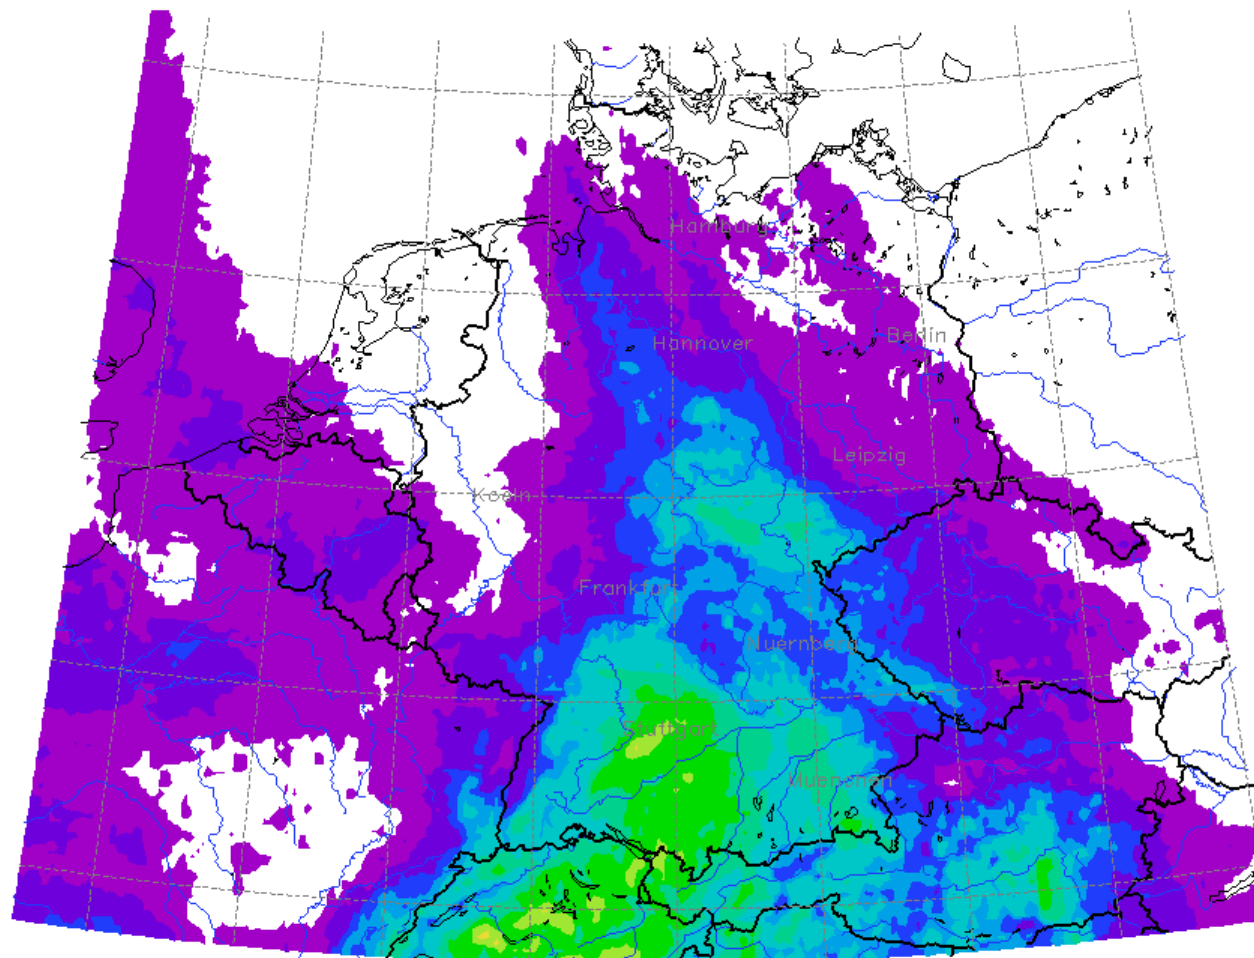 Hamburg
Hannover
Berlin
Leipzig
Koeln
Frankfurt
Nuernberg
Stuttgart
Muenchen